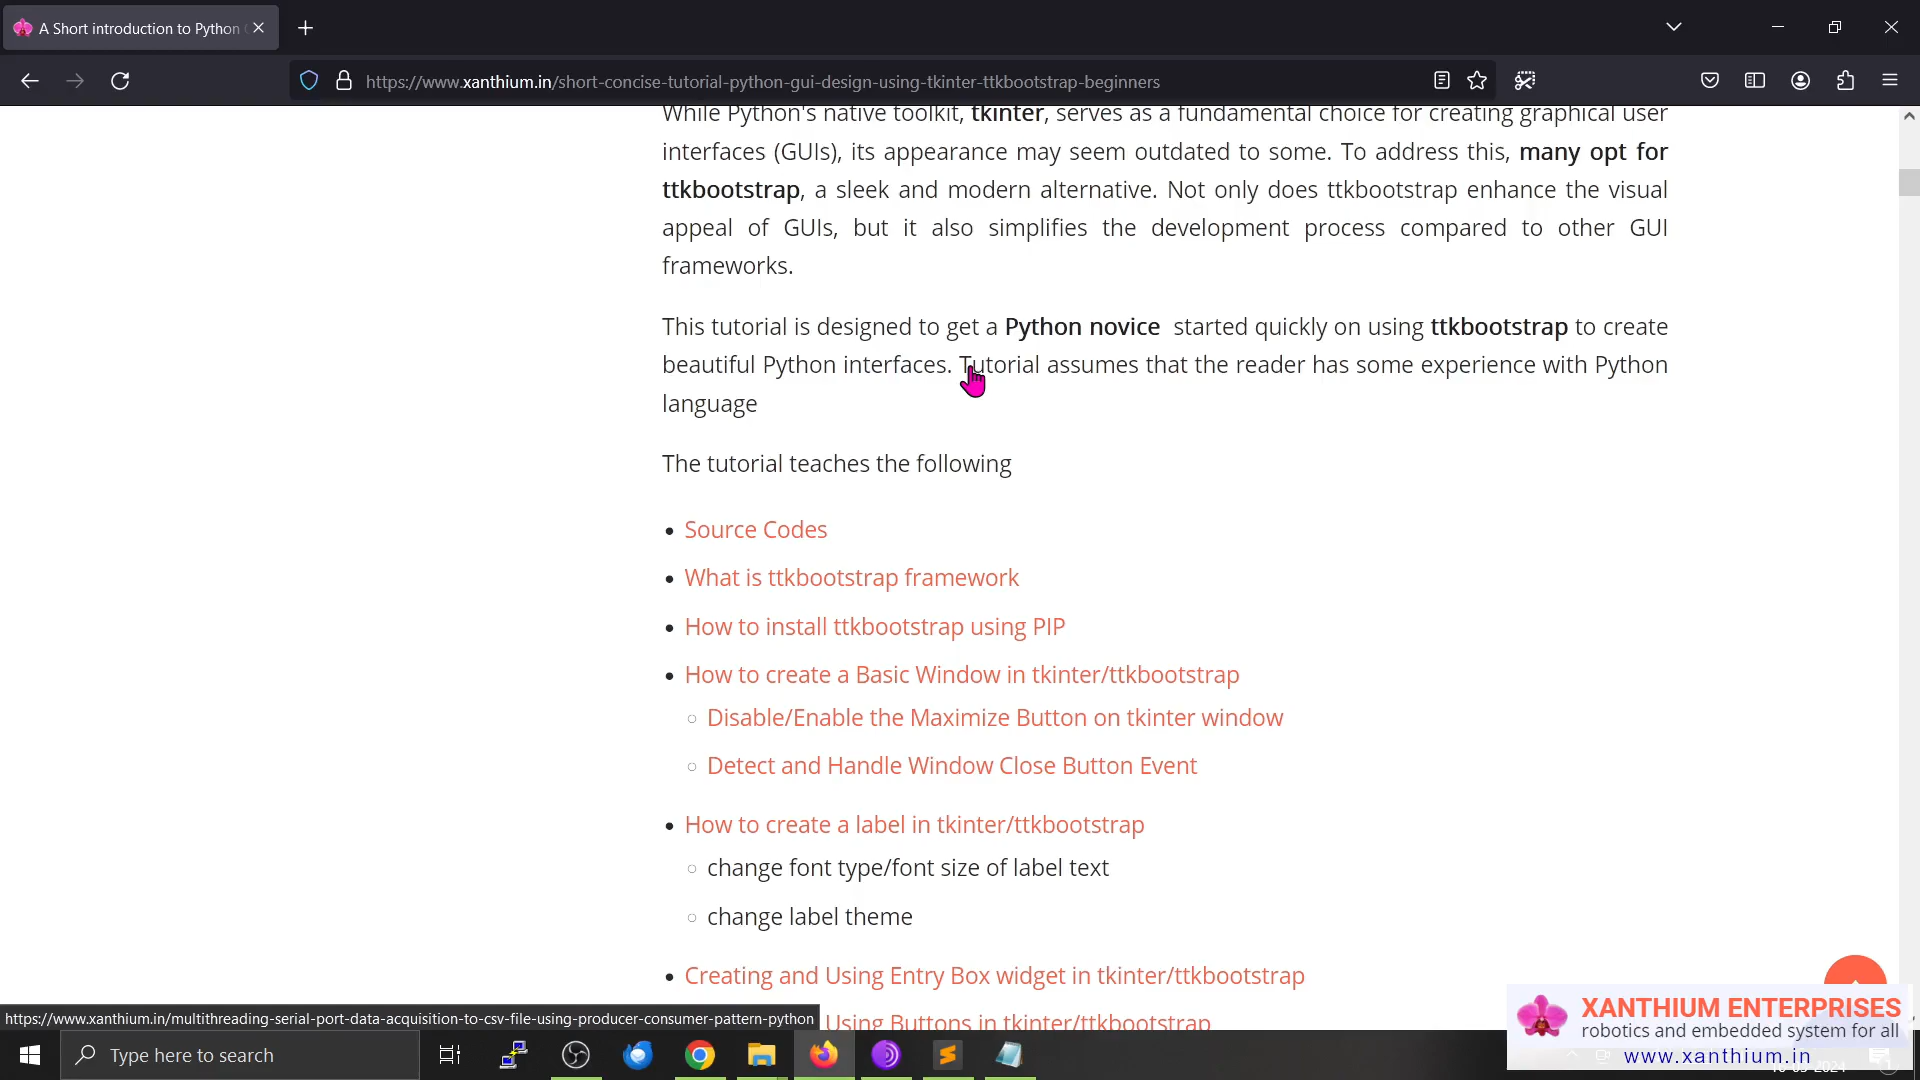 A Short introduction to Python
https://www.xanthium.in/short-concise-tutorial-python-gui-design-using-tkinter-ttkbootstrap-beginners
While Python's native toolkit, tkinter, serves as a fundamental choice for creating graphical user
interfaces (GUIs), its appearance may seem outdated to some. To address this, many opt for
ttkbootstrap, a sleek and modern alternative. Not only does ttkbootstrap enhance the visual
appeal of GUIs, but it also simplifies the development process compared to other GUI
frameworks.
This tutorial is designed to get a Python novice started quickly on using ttkbootstrap to create
beautiful Python interfaces. Tutorial assumes that the reader has some experience with Python
language
The tutorial teaches the following
Source Codes
What is ttkbootstrap framework
How to install ttkbootstrap using PIP
How to create a Basic Window in tkinter/ttkbootstrap
Disable/Enable the Maximize Button on tkinter window
Detect and Handle Window Close Button Event
How to create a label in tkinter/ttkbootstrap
change font type/font size of label text
change label theme
Creating and Using Entry Box widget in tkinter/ttkbootstrap
Using Buttons in tkinter/ttkbootstrap
https://www.xanthium.in/multithreading-serial-port-data-acquisition-to-csv-file-using-producer-consumer-pattern-python
XANTHIUM ENTERPRISES
robotics and embedded system for all
www.xanthium.in
Type here to search